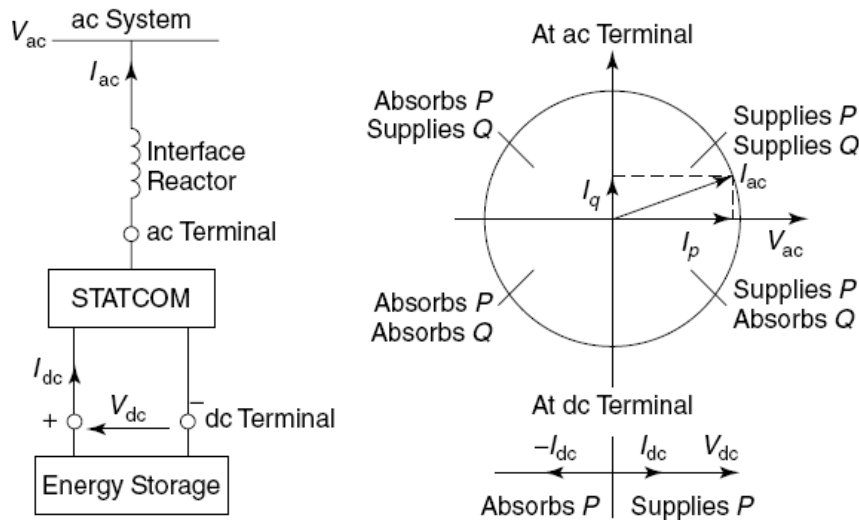 ac System
V_ac
I_ac
Interface
Reactor
ac Terminal
STATCOM
I_dc
V_dc
+
−
dc Terminal
Energy Storage
At ac Terminal
Absorbs P
Supplies Q
Supplies P
Supplies Q
I_ac
I_q
I_p
V_ac
Absorbs P
Absorbs Q
Supplies P
Absorbs Q
At dc Terminal
−I_dc
I_dc
V_dc
Absorbs P
Supplies P